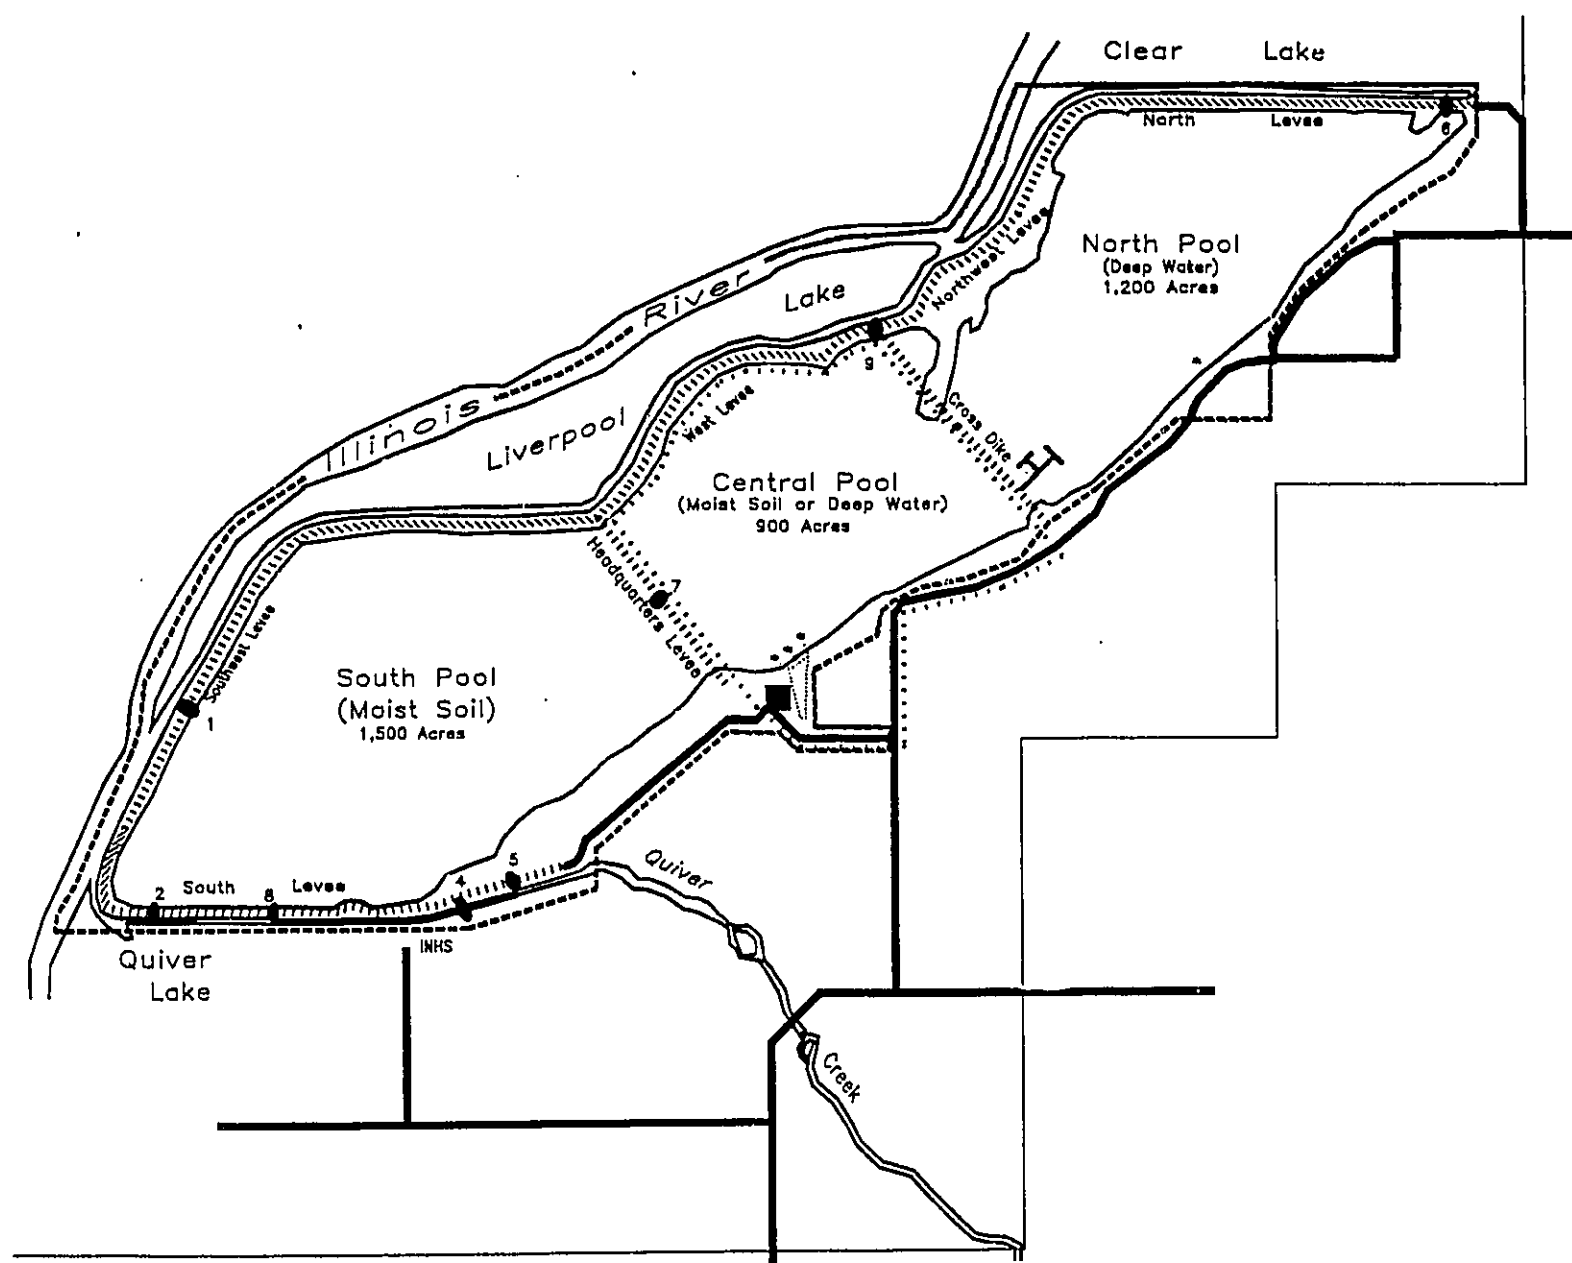 Clear Lake
North Levee
6
North Pool
(Deep Water)
1,200 Acres
Northwest Levee
Illinois River
Liverpool Lake
9
West Levee
Cross Dike
Central Pool
(Moist Soil or Deep Water)
900 Acres
Headquarters Levee
7
Southwest Levee
1
South Pool
(Moist Soil)
1,500 Acres
2
South Levee
8
4
5
INHS
Quiver Creek
Quiver
Lake